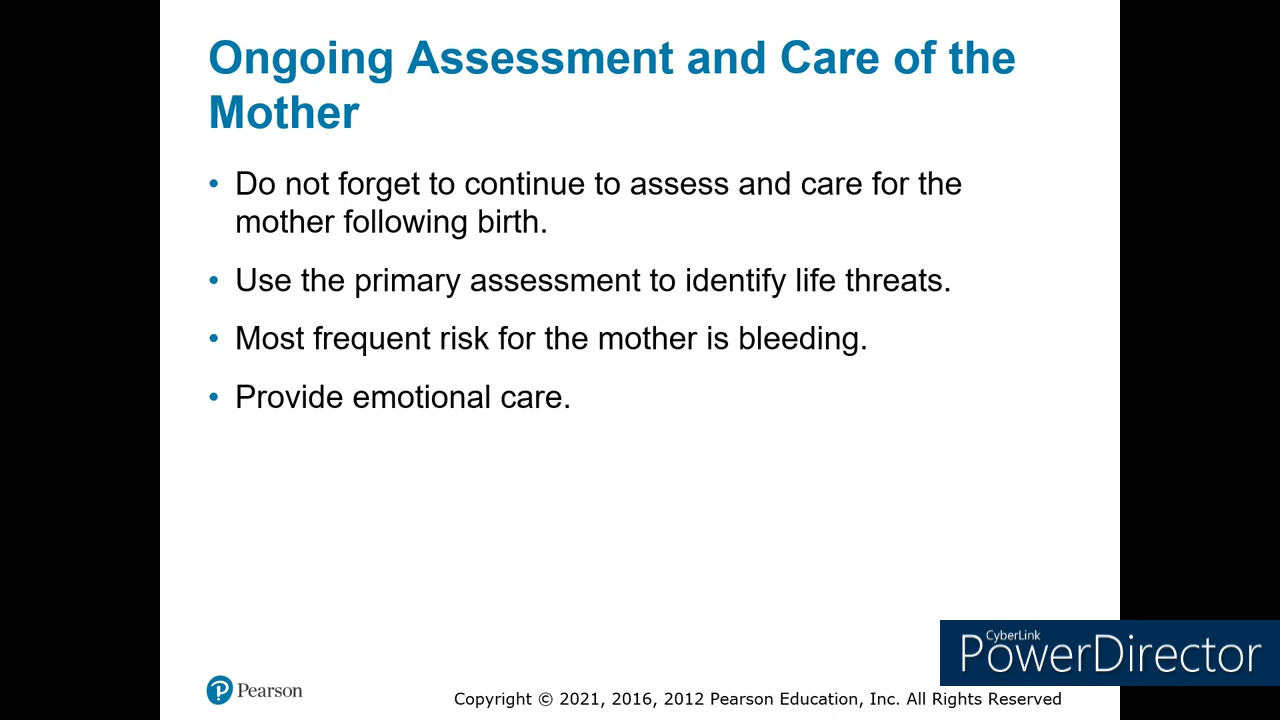 Ongoing Assessment and Care of the
Mother
• Do not forget to continue to assess and care for the
mother following birth.
• Use the primary assessment to identify life threats.
• Most frequent risk for the mother is bleeding.
• Provide emotional care.
CyberLink
PowerDirector
Pearson
Copyright © 2021, 2016, 2012 Pearson Education, Inc. All Rights Reserved